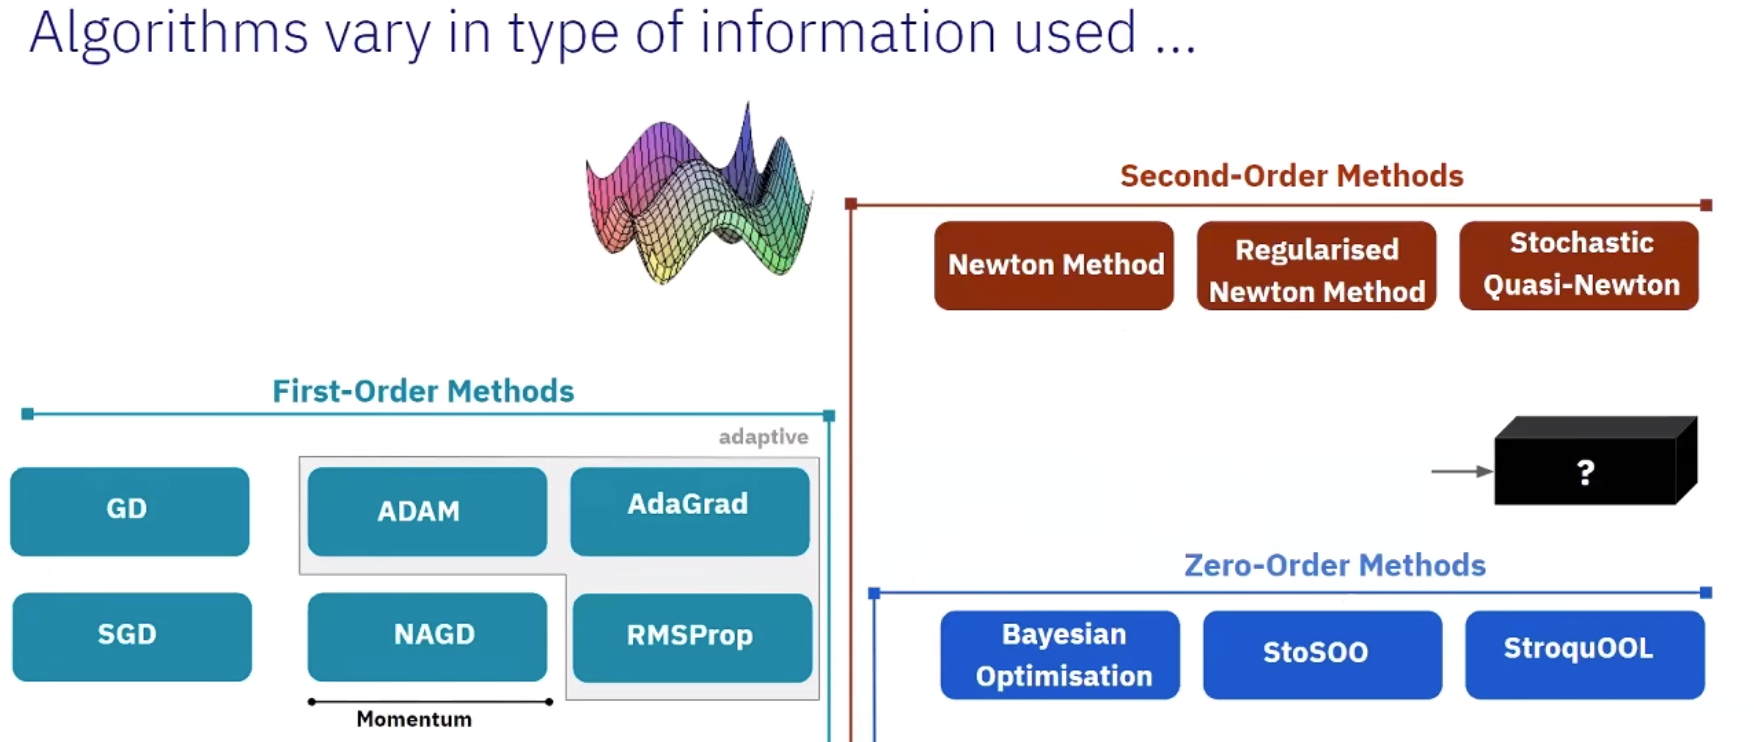 Algorithms vary in type of information used ...
Second-Order Methods
Newton Method
Regularised
Newton Method
Stochastic
Quasi-Newton
First-Order Methods
adaptive
GD
ADAM
AdaGrad
SGD
NAGD
RMSProp
Momentum
?
Zero-Order Methods
Bayesian
Optimisation
StoSOO
StroquOOL